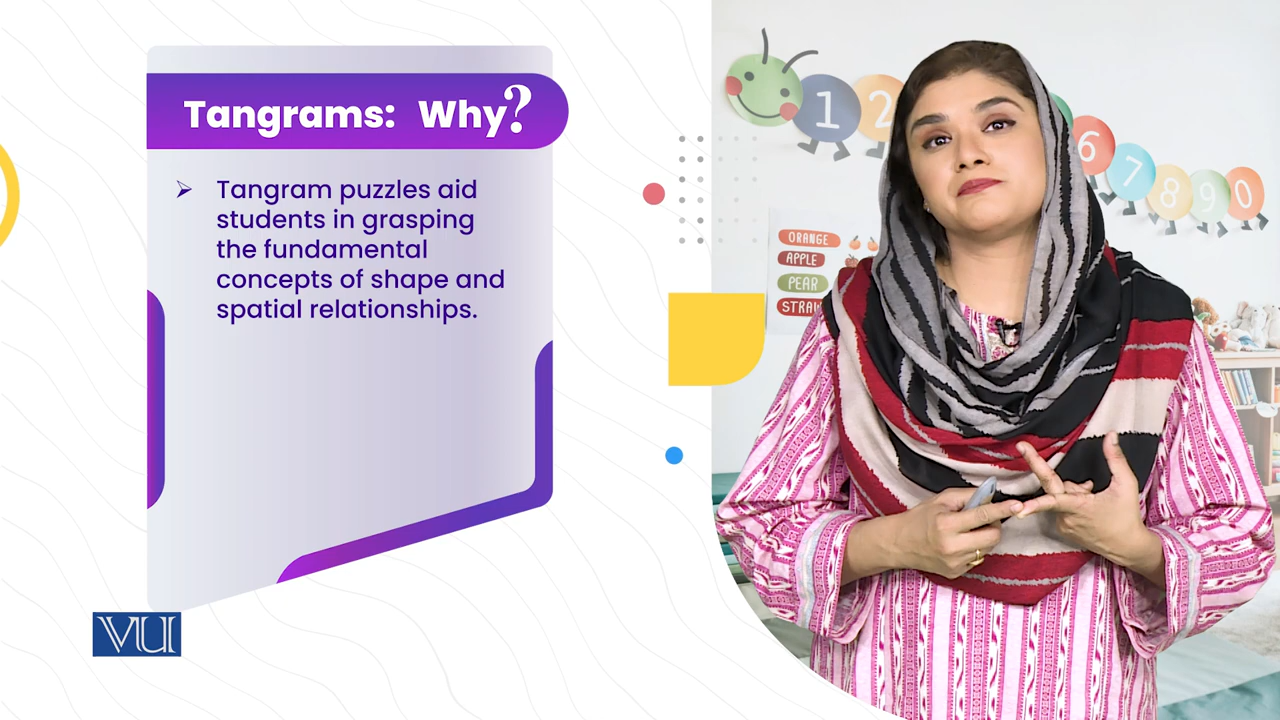 Tangrams: Why?
➢ Tangram puzzles aid
students in grasping
the fundamental
concepts of shape and
spatial relationships.
VU
1 2
6 7 8 9 0
ORANGE
APPLE
PEAR
STRAW